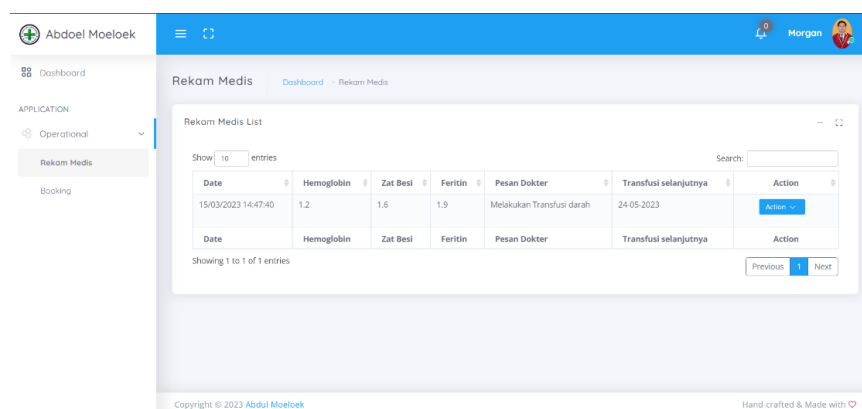 Abdoel Moeloek
0
Morgan
Dashboard
Rekam Medis
Dashboard - Rekam Medis
APPLICATION
Operational
Rekam Medis
Booking
Rekam Medis List
Show 10 entries
Search:
Date Hemoglobin Zat Besi Feritin Pesan Dokter Transfusi selanjutnya Action
15/03/2023 14:47:40 1.2 1.6 1.9 Melakukan Transfusi darah 24-05-2023 Action
Date Hemoglobin Zat Besi Feritin Pesan Dokter Transfusi selanjutnya Action
Showing 1 to 1 of 1 entries
Previous 1 Next
Copyright © 2023 Abdul Moeloek
Hand-crafted & Made with ♡